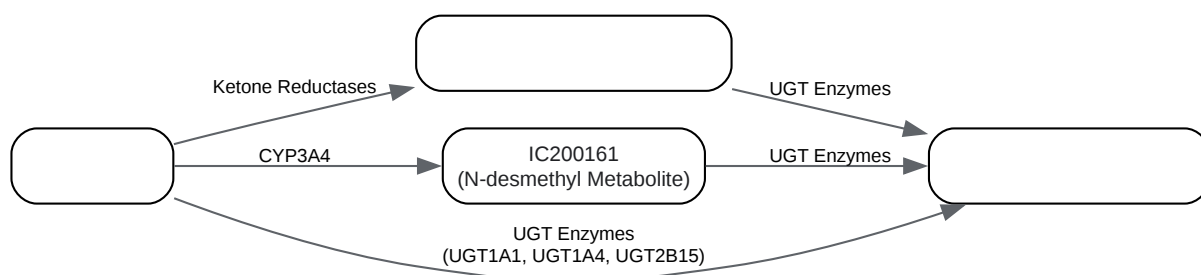 Ketone Reductases
UGT Enzymes
CYP3A4
IC200161
(N-desmethyl Metabolite)
UGT Enzymes
UGT Enzymes
(UGT1A1, UGT1A4, UGT2B15)